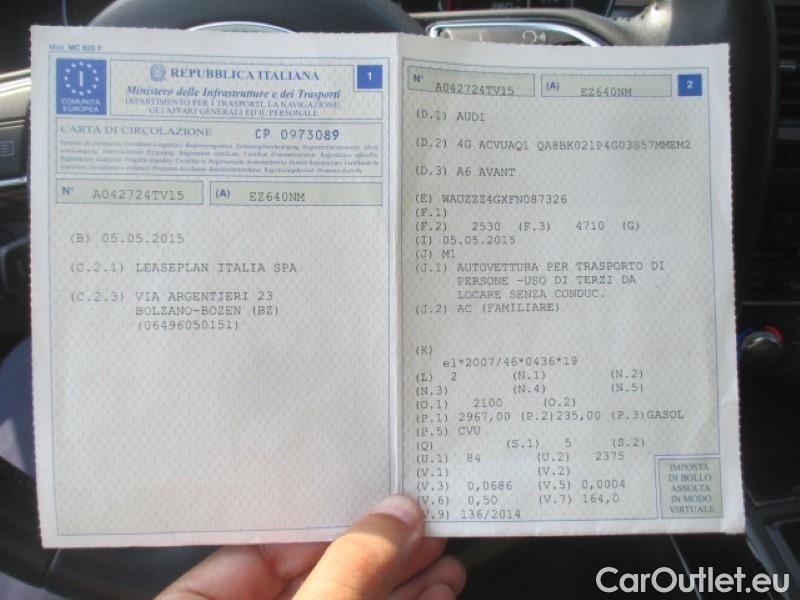 Mod. MC 820 F
I
COMUNITÀ
EUROPEA
REPUBBLICA ITALIANA
1
Ministero delle Infrastrutture e dei Trasporti
DIPARTIMENTO PER I TRASPORTI, LA NAVIGAZIONE,
GLI AFFARI GENERALI ED IL PERSONALE
CARTA DI CIRCOLAZIONE CP 0973089
N° A042724TV15 (A) EZ640NM
(B) 05.05.2015
(C.2.1) LEASEPLAN ITALIA SPA
(C.2.3) VIA ARGENTIERI 23
BOLZANO-BOZEN (BZ)
(06496050151)
N° A042724TV15 (A) EZ640NM 2
(D.1) AUDI
(D.2) 4G ACVUAQ1 QA8BK021P4G03S57MMEM2
(D.3) A6 AVANT
(E) WAUZZZ4GXFN087326
(F.1)
(F.2) 2530 (F.3) 4710 (G)
(I) 05.05.2015
(J) M1
(J.1) AUTOVETTURA PER TRASPORTO DI
PERSONE -USO DI TERZI DA
LOCARE SENZA CONDUC.
(J.2) AC (FAMILIARE)
(K)
e1*2007/46*0436*19
(L) 2 (N.1) (N.2)
(N.3) (N.4) (N.5)
(O.1) 2100 (O.2)
(P.1) 2967,00 (P.2)235,00 (P.3)GASOL
(P.5) CVU
(Q) (S.1) 5 (S.2)
(U.1) 84 (U.2) 2375
(V.1) (V.2)
(V.3) 0,0686 (V.5) 0,0004
(V.6) 0,50 (V.7) 164,0
(V.9) 136/2014
IMPOSTA
DI BOLLO
ASSOLTA
IN MODO
VIRTUALE
CarOutlet.eu